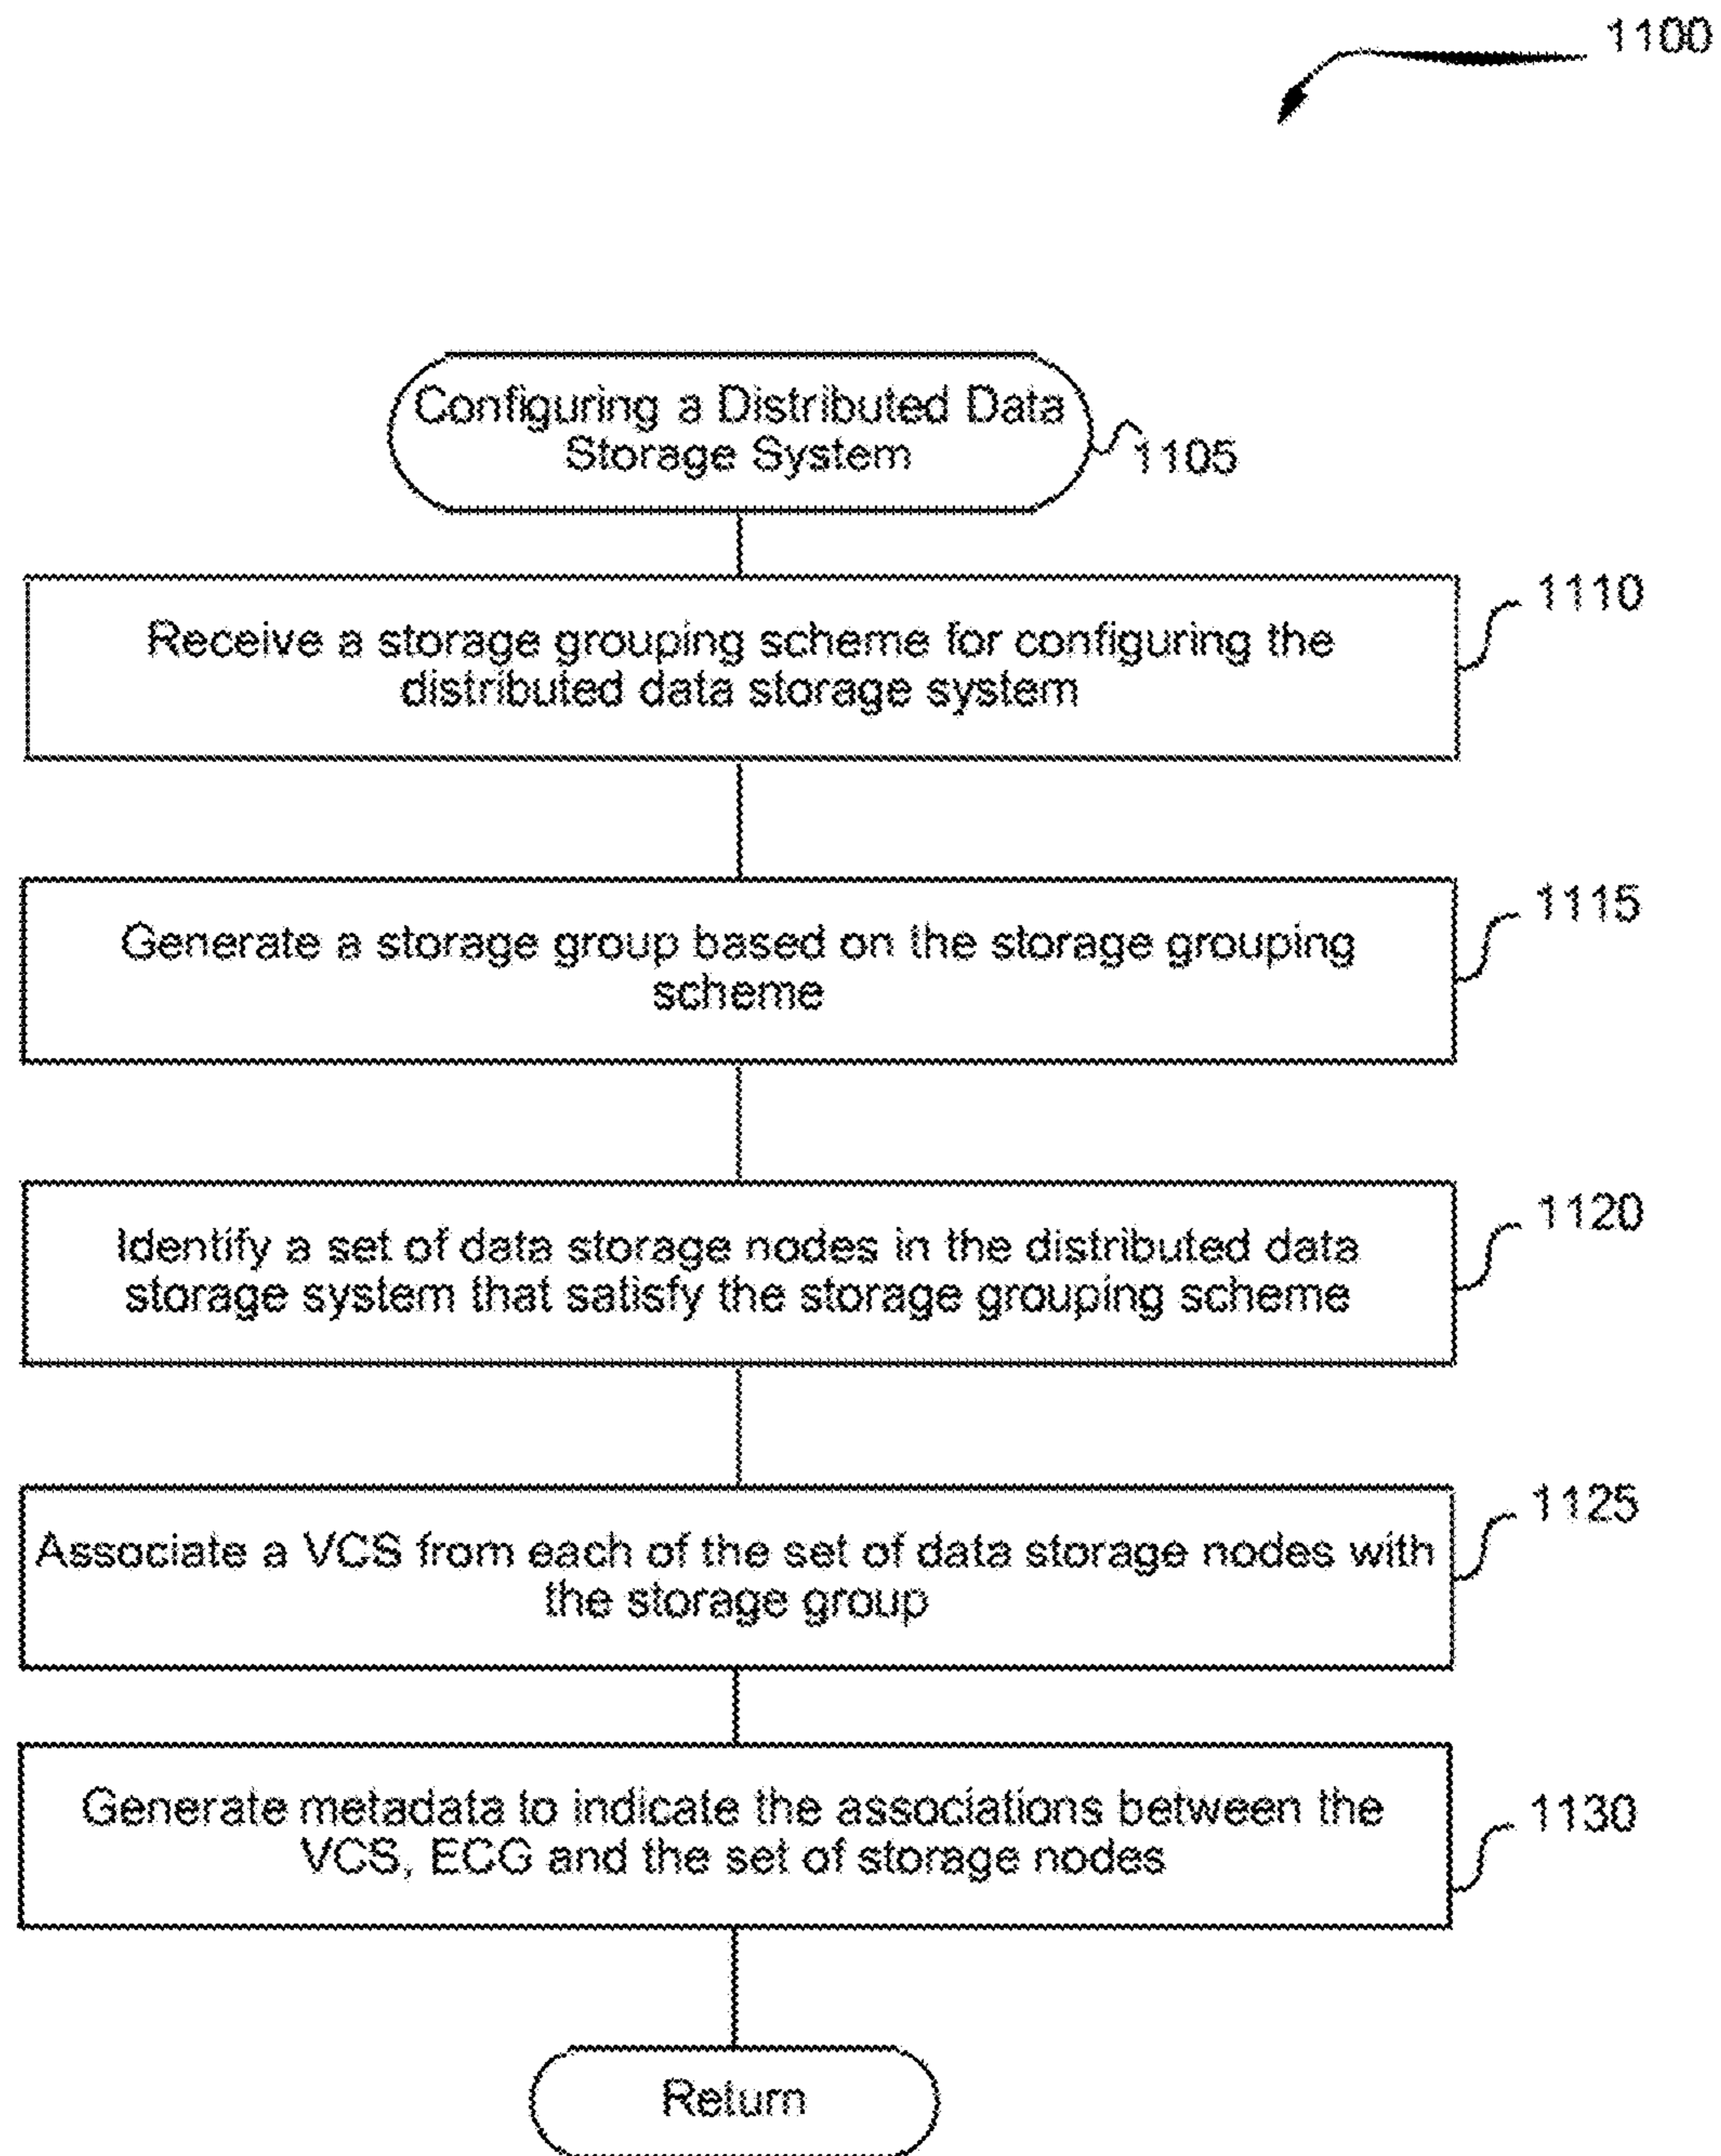 1100
Configuring a Distributed Data
Storage System
1105
1110
Receive a storage grouping scheme for configuring the
distributed data storage system
1115
Generate a storage group based on the storage grouping
scheme
1120
Identify a set of data storage nodes in the distributed data
storage system that satisfy the storage grouping scheme
1125
Associate a VCS from each of the set of data storage nodes with
the storage group
1130
Generate metadata to indicate the associations between the
VCS, ECG and the set of storage nodes
Return